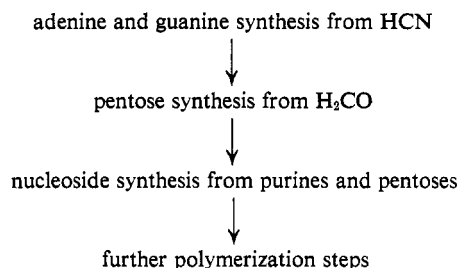 adenine and guanine synthesis from HCN
pentose synthesis from H₂CO
nucleoside synthesis from purines and pentoses
further polymerization steps